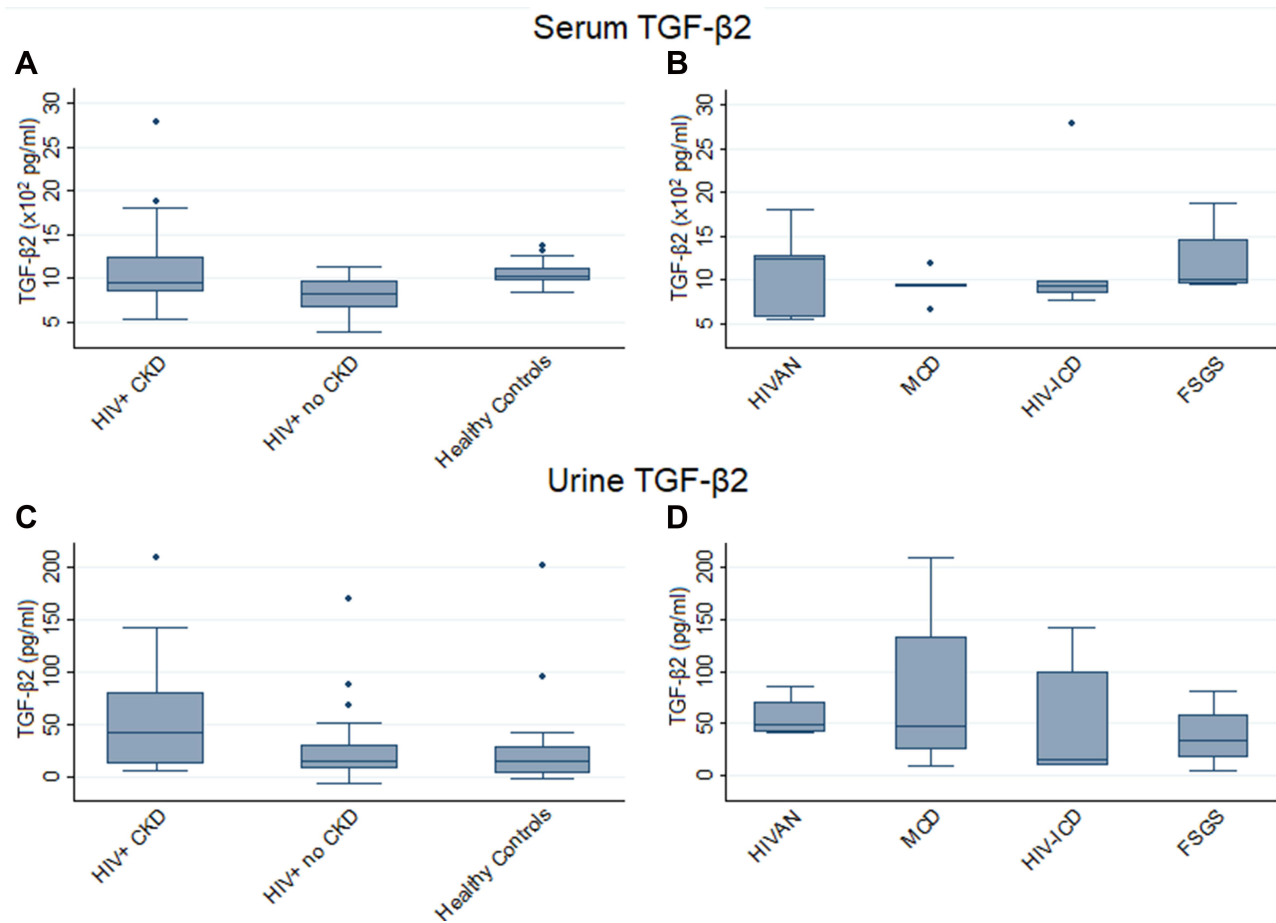 Serum TGF-β2
A
B
TGF-β2 (x10² pg/ml)
30
25
20
15
10
5
HIV+ CKD
HIV+ no CKD
Healthy Controls
TGF-β2 (x10² pg/ml)
30
25
20
15
10
5
HIVAN
MCD
HIV-ICD
FSGS
Urine TGF-β2
C
D
TGF-β2 (pg/ml)
200
150
100
50
0
HIV+ CKD
HIV+ no CKD
Healthy Controls
TGF-β2 (pg/ml)
200
150
100
50
0
HIVAN
MCD
HIV-ICD
FSGS